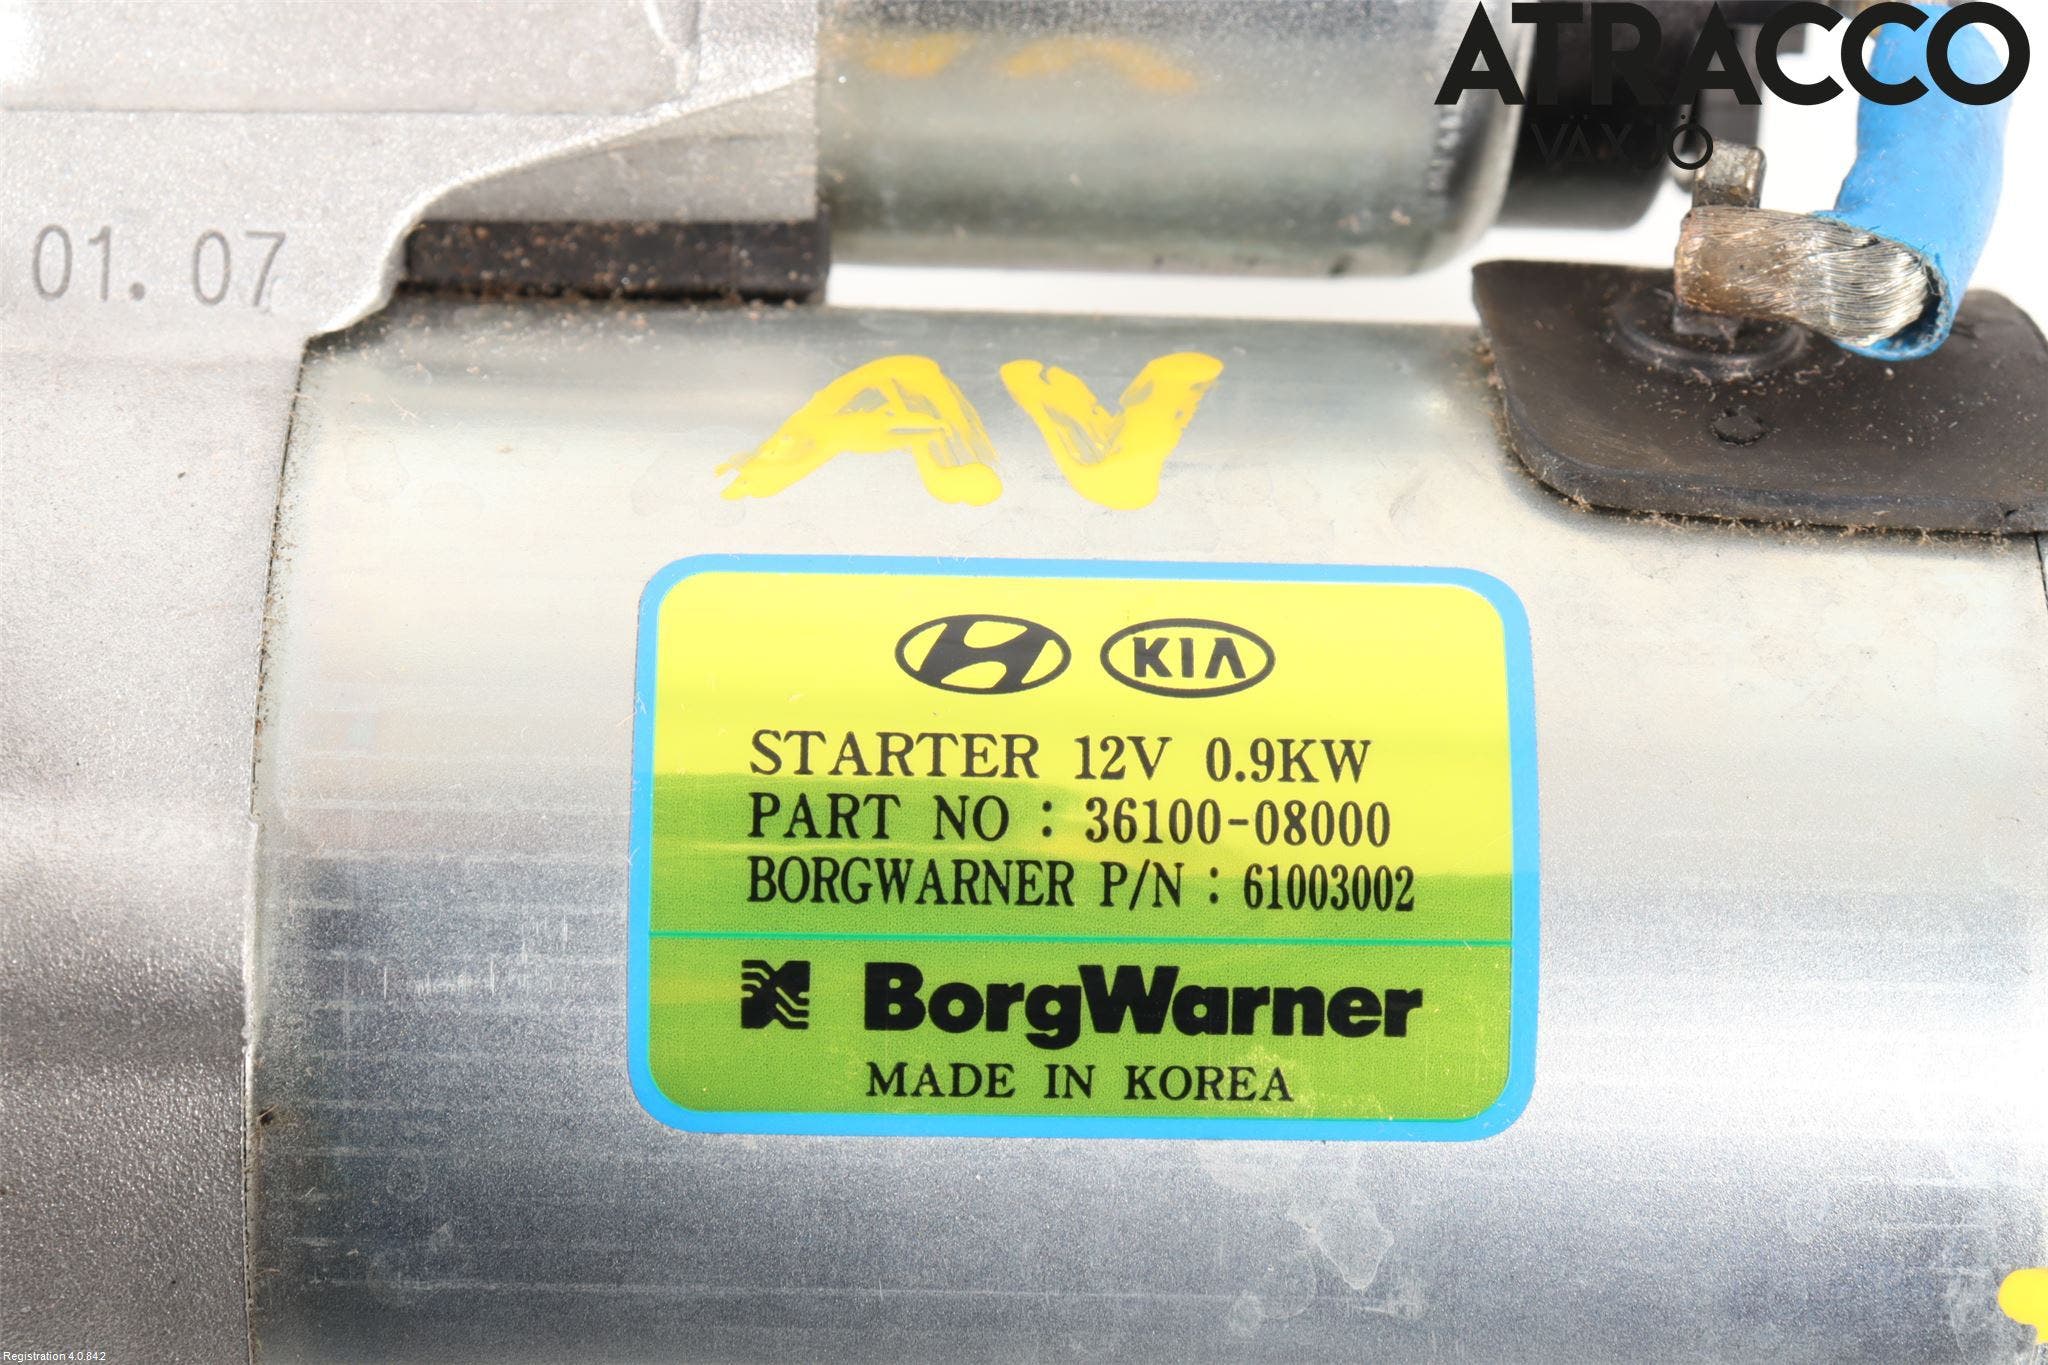 ATRACCO
VÄXJÖ
01. 07
AV
KIA
STARTER 12V 0.9KW
PART NO : 36100-08000
BORGWARNER P/N : 61003002
BorgWarner
MADE IN KOREA
Registration 4.0.842